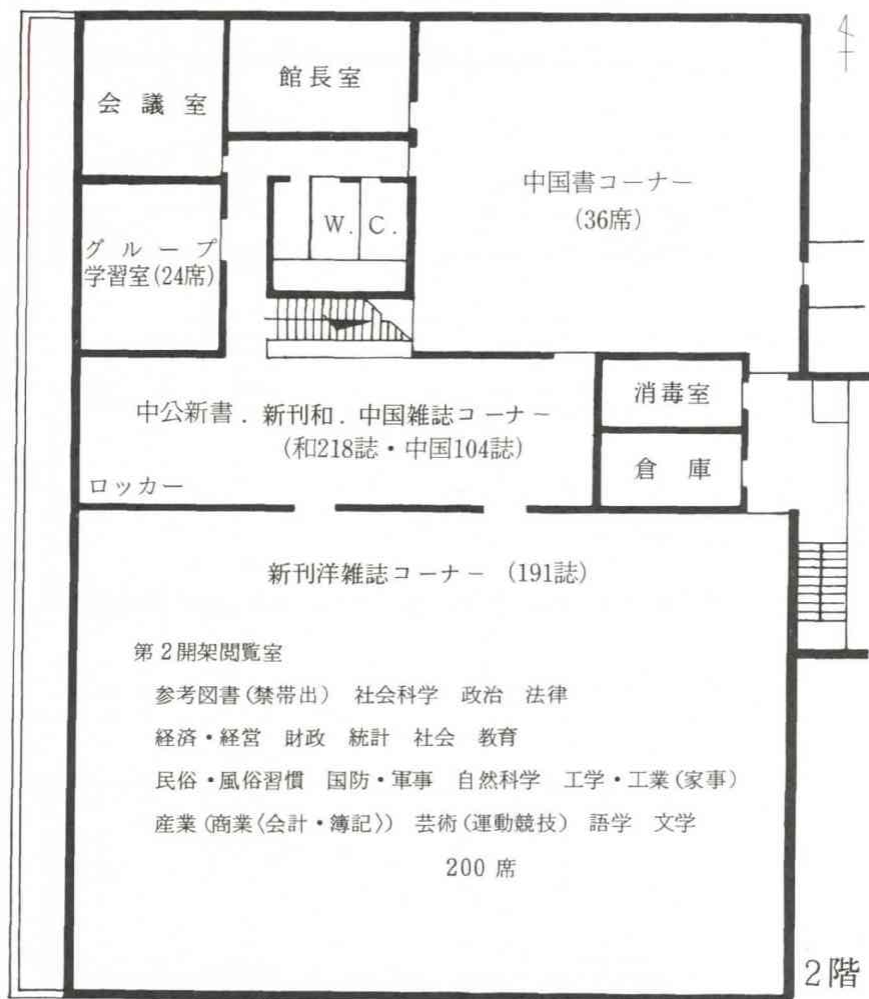 館長室
会議室
中国書コーナー
(36席)
W. C.
グループ
学習室(24席)
消毒室
中公新書．新刊和．中国雑誌コーナー
(和218誌・中国104誌)
倉庫
ロッカー
新刊洋雑誌コーナー (191誌)
第2開架閲覧室
参考図書(禁帯出) 社会科学 政治 法律
経済・経営 財政 統計 社会 教育
民俗・風俗習慣 国防・軍事 自然科学 工学・工業(家事)
産業(商業〈会計・簿記〉) 芸術(運動競技) 語学 文学
200席
2階